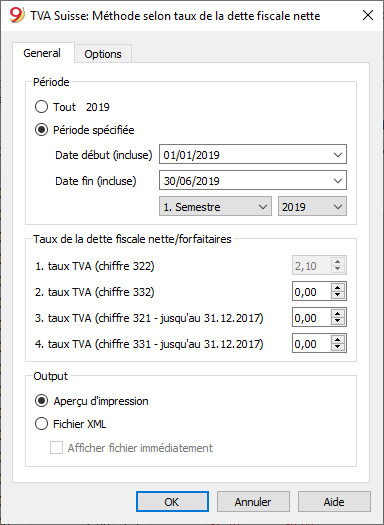 9 TVA Suisse: Méthode selon taux de la dette fiscale nette
General Options
Période
Tout 2019
Période spécifiée
Date début (incluse) 01/01/2019
Date fin (incluse) 30/06/2019
1. Semestre 2019
Taux de la dette fiscale nette/forfaitaires
1. taux TVA (chiffre 322) 2,10
2. taux TVA (chiffre 332) 0,00
3. taux TVA (chiffre 321 - jusqu'au 31.12.2017) 0,00
4. taux TVA (chiffre 331 - jusqu'au 31.12.2017) 0,00
Output
Aperçu d'impression
Fichier XML
Afficher fichier immédiatement
OK Annuler Aide